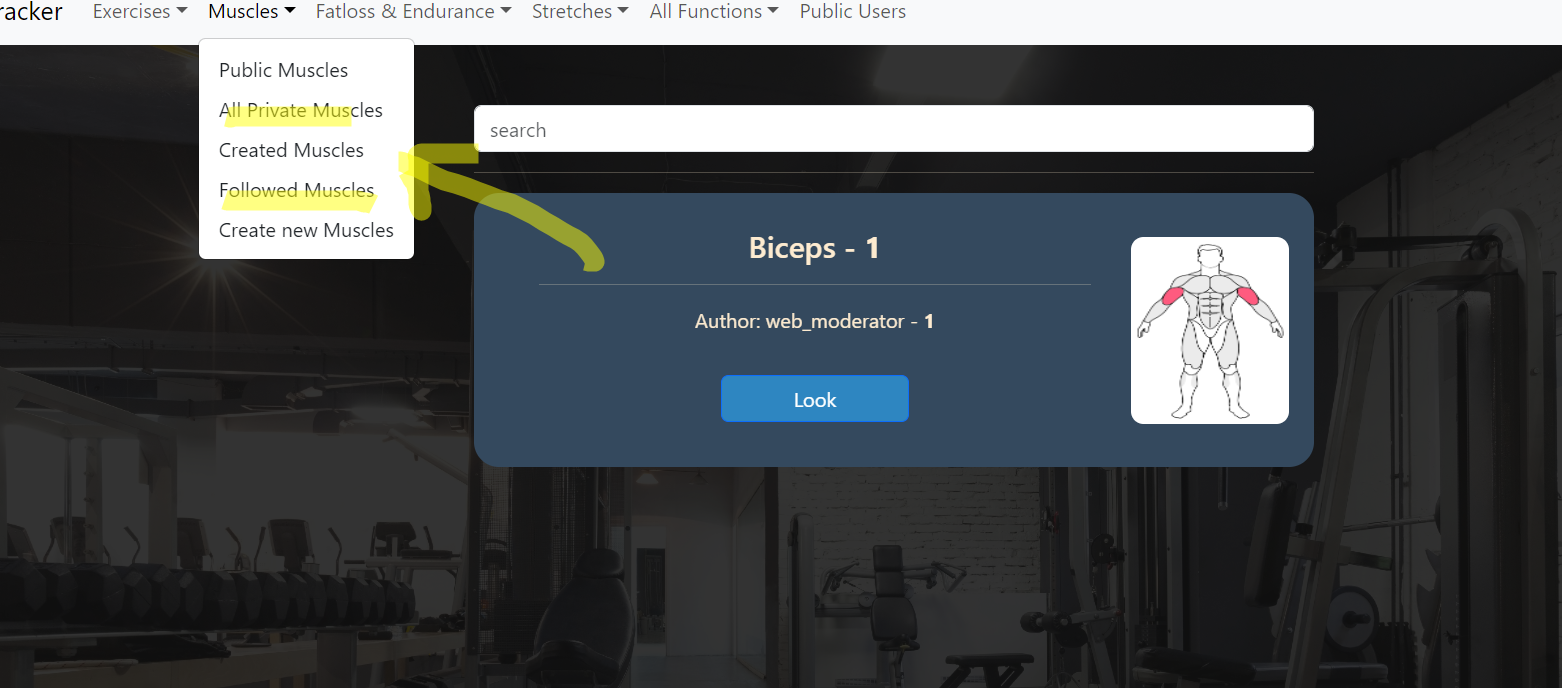 racker Exercises Muscles Fatloss & Endurance Stretches All Functions Public Users
Public Muscles
All Private Muscles
Created Muscles
Followed Muscles
Create new Muscles
search
Biceps - 1
Author: web_moderator - 1
Look